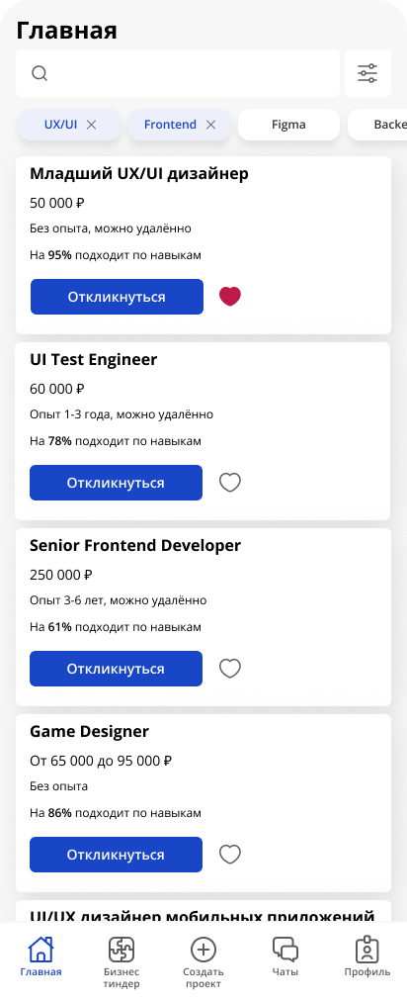 Главная
UX/UI
Frontend
Figma
Backe
Младший UX/UI дизайнер
50 000 ₽
Без опыта, можно удалённо
На 95% подходит по навыкам
Откликнуться
UI Test Engineer
60 000 ₽
Опыт 1-3 года, можно удалённо
На 78% подходит по навыкам
Откликнуться
Senior Frontend Developer
250 000 ₽
Опыт 3-6 лет, можно удалённо
На 61% подходит по навыкам
Откликнуться
Game Designer
От 65 000 до 95 000 ₽
Без опыта
На 86% подходит по навыкам
Откликнуться
UI/UX дизайнер мобильных приложений
Главная
Бизнес
тиндер
Создать
проект
Чаты
Профиль